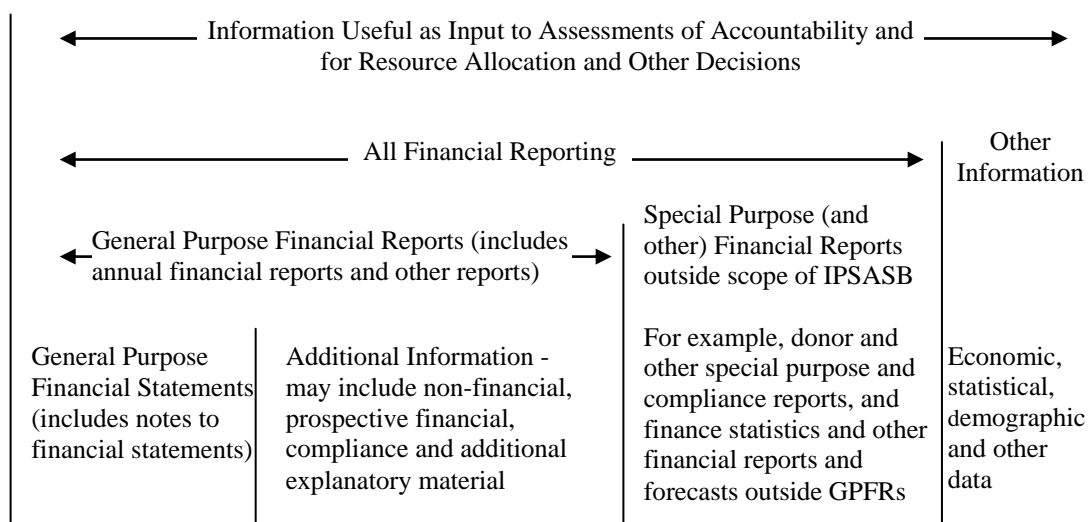 Information Useful as Input to Assessments of Accountability and
for Resource Allocation and Other Decisions
All Financial Reporting
Other
Information
General Purpose Financial Reports (includes
annual financial reports and other reports)
Special Purpose (and
other) Financial Reports
outside scope of IPSASB
General Purpose
Financial Statements
(includes notes to
financial statements)
Additional Information -
may include non-financial,
prospective financial,
compliance and additional
explanatory material
For example, donor and
other special purpose and
compliance reports, and
finance statistics and other
financial reports and
forecasts outside GPFRs
Economic,
statistical,
demographic
and other
data